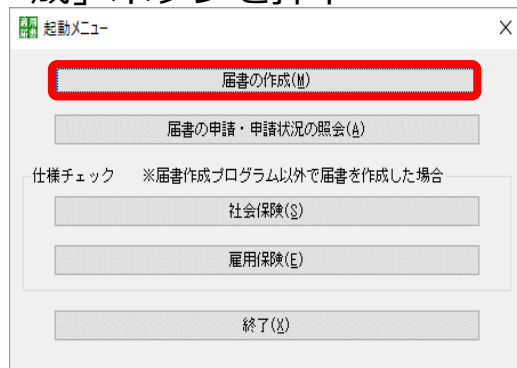 成」ボタンを押下
起動メニュー
届書の作成(M)
届書の申請・申請状況の照会(A)
仕様チェック ※届書作成プログラム以外で届書を作成した場合
社会保険(S)
雇用保険(E)
終了(X)